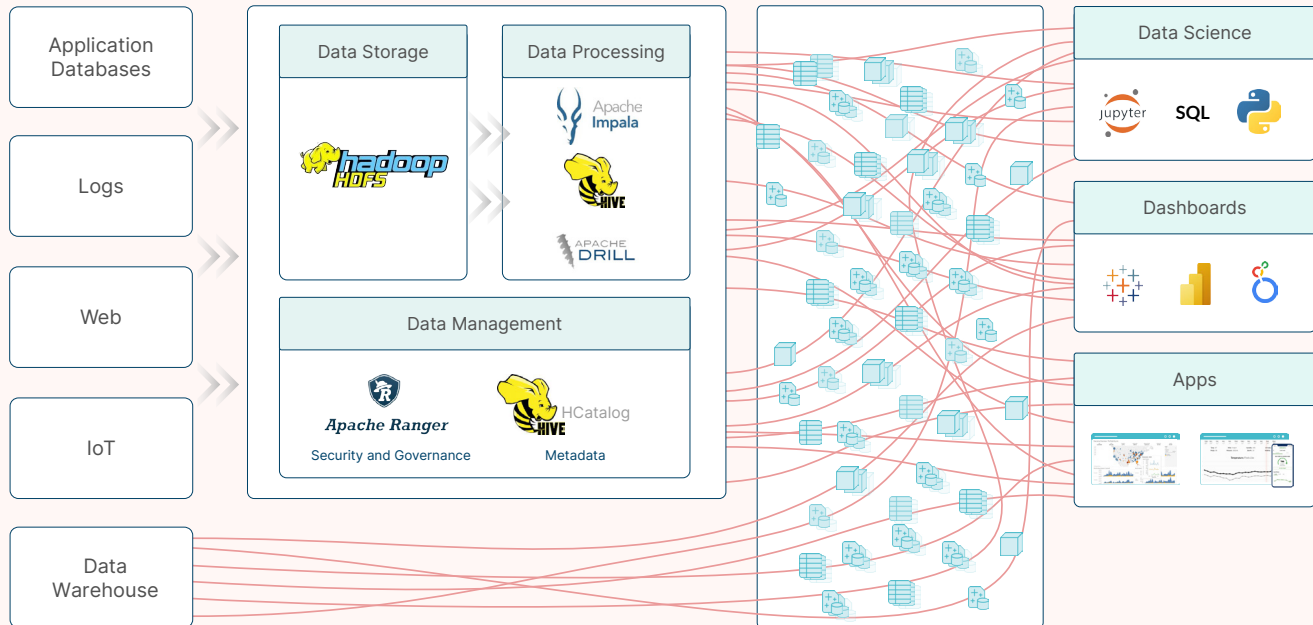 Application
Databases
Logs
Web
IoT
Data
Warehouse
Data Storage
hadoop
HDFS
Data Processing
Apache
Impala
HIVE
APACHE
DRILL
Data Management
R
Apache Ranger
Security and Governance
HIVE
HCatalog
Metadata
Data Science
jupyter
SQL
Dashboards
Apps